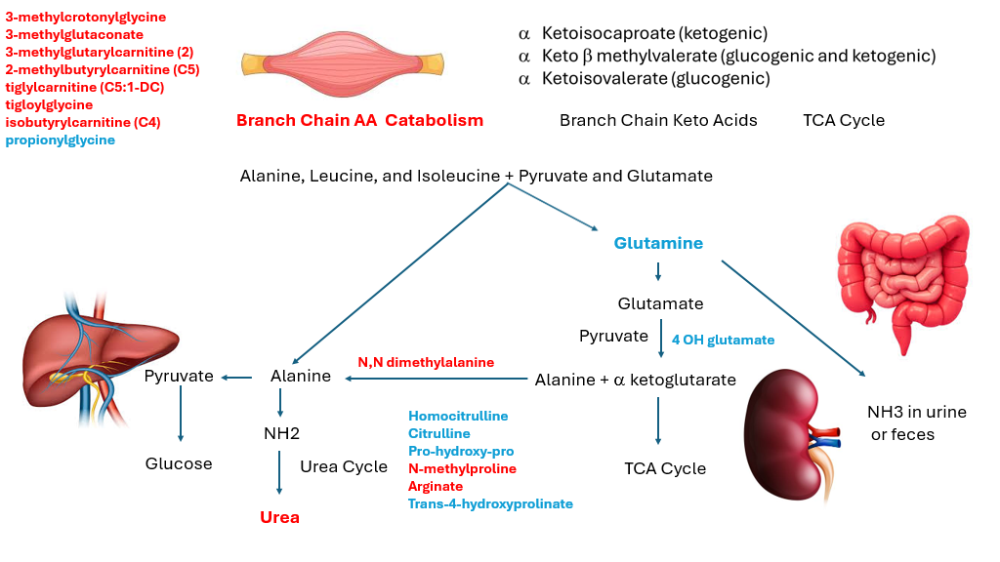 3-methylcrotonylglycine
3-methylglutaconate
3-methylglutarylcarnitine (2)
2-methylbutyrylcarnitine (C5)
tiglylcarnitine (C5:1-DC)
tigloylglycine
isobutyrylcarnitine (C4)
propionylglycine
α Ketoisocaproate (ketogenic)
α Keto β methylvalerate (glucogenic and ketogenic)
α Ketoisovalerate (glucogenic)
Branch Chain AA Catabolism
Branch Chain Keto Acids
TCA Cycle
Alanine, Leucine, and Isoleucine + Pyruvate and Glutamate
Glutamine
Glutamate
Pyruvate
4 OH glutamate
Pyruvate
Alanine
N,N dimethylalanine
Alanine + α ketoglutarate
NH3 in urine
or feces
Glucose
NH2
Urea Cycle
Urea
Homocitrulline
Citrulline
Pro-hydroxy-pro
N-methylproline
Arginate
Trans-4-hydroxyprolinate
TCA Cycle